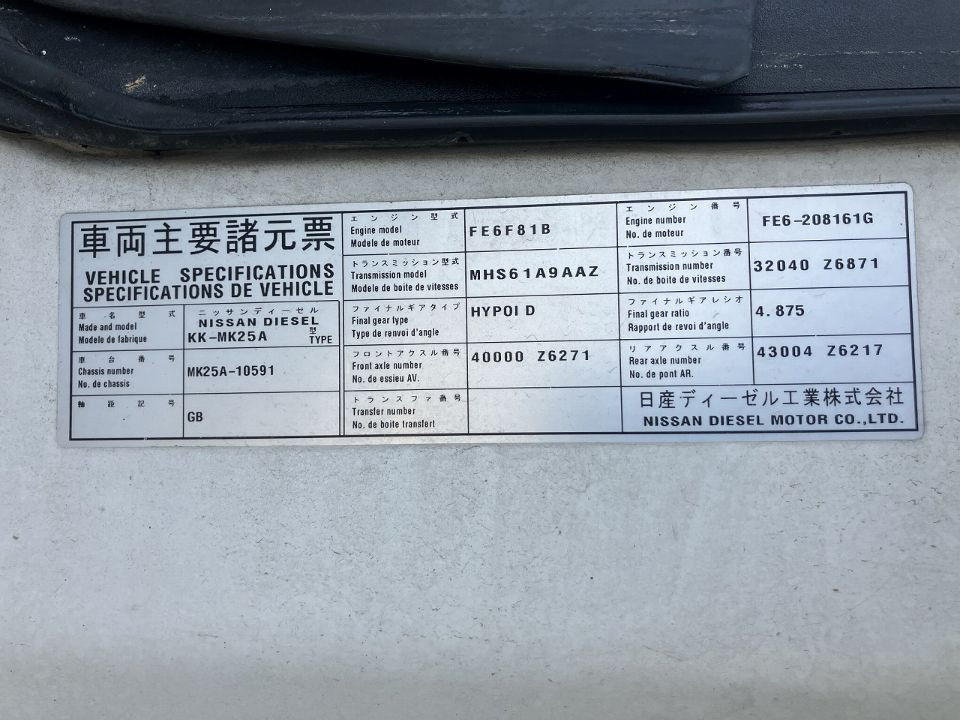 車両主要諸元票
VEHICLE SPECIFICATIONS
SPECIFICATIONS DE VEHICLE
車名型式
Made and model
Modele de fabrique
ニッサンディーゼル
NISSAN DIESEL
KK-MK25A
型
TYPE
車台番号
Chassis number
No. de chassis
MK25A-10591
軸距記号
GB
エンジン型式
Engine model
Modele de moteur
FE6F81B
トランスミッション型式
Transmission model
Modele de boite de vitesses
MHS61A9AAZ
ファイナルギアタイプ
Final gear type
Type de renvoi d'angle
HYPOI D
フロントアクスル番号
Front axle number
No. de essieu AV.
40000 Z6271
トランスファ番号
Transfer number
No. de boite transfert
エンジン番号
Engine number
No. de moteur
FE6-208161G
トランスミッション番号
Transmission number
No. de boite de vitesses
32040 Z6871
ファイナルギアレシオ
Final gear ratio
Rapport de revoi d'angle
4.875
リアアクスル番号
Rear axle number
No. de pont AR.
43004 Z6217
日産ディーゼル工業株式会社
NISSAN DIESEL MOTOR CO.,LTD.